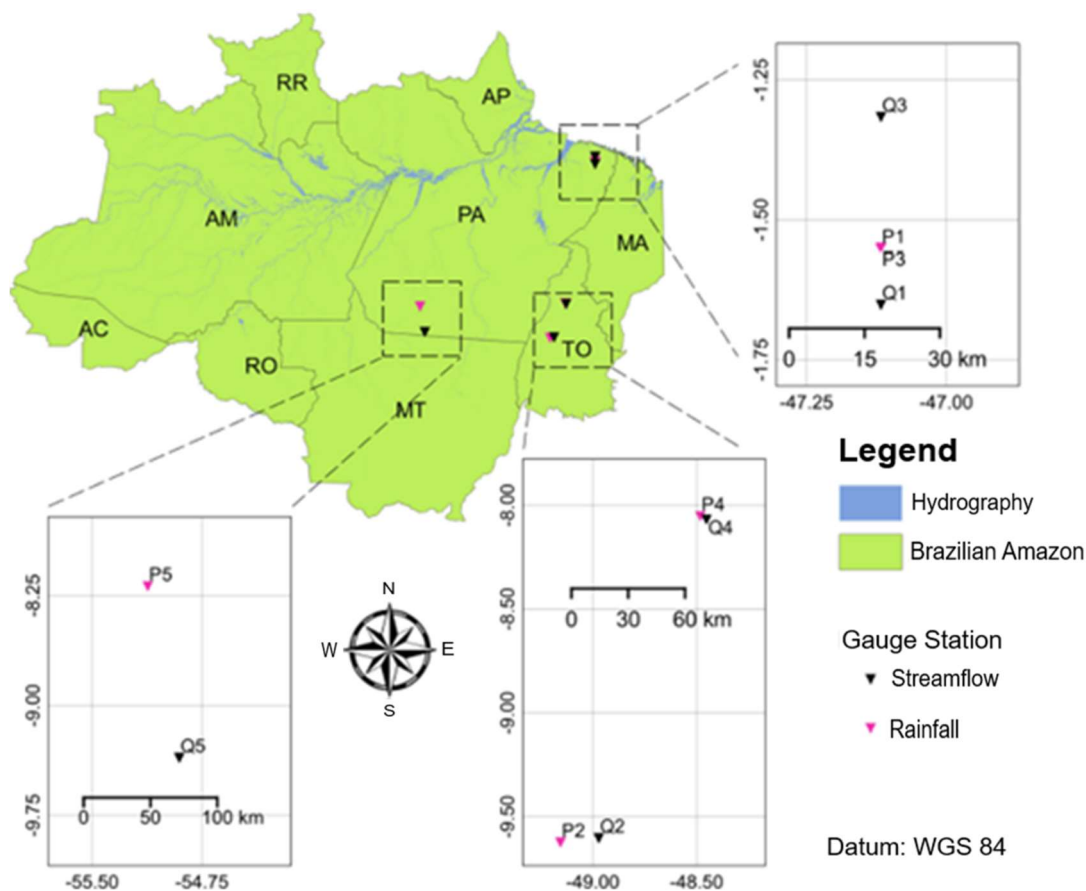 RR
AP
AM
PA
MA
AC
RO
TO
MT
-1.25
-1.50
-1.75
Q3
P1
P3
Q1
0 15 30 km
-47.25 -47.00
Legend
Hydrography
Brazilian Amazon
Gauge Station
Streamflow
Rainfall
Datum: WGS 84
-8.25
-9.00
-9.75
P5
Q5
0 50 100 km
-55.50 -54.75
N
W E
S
-8.00
-8.50
-9.00
-9.50
P4
Q4
0 30 60 km
P2 Q2
-49.00 -48.50